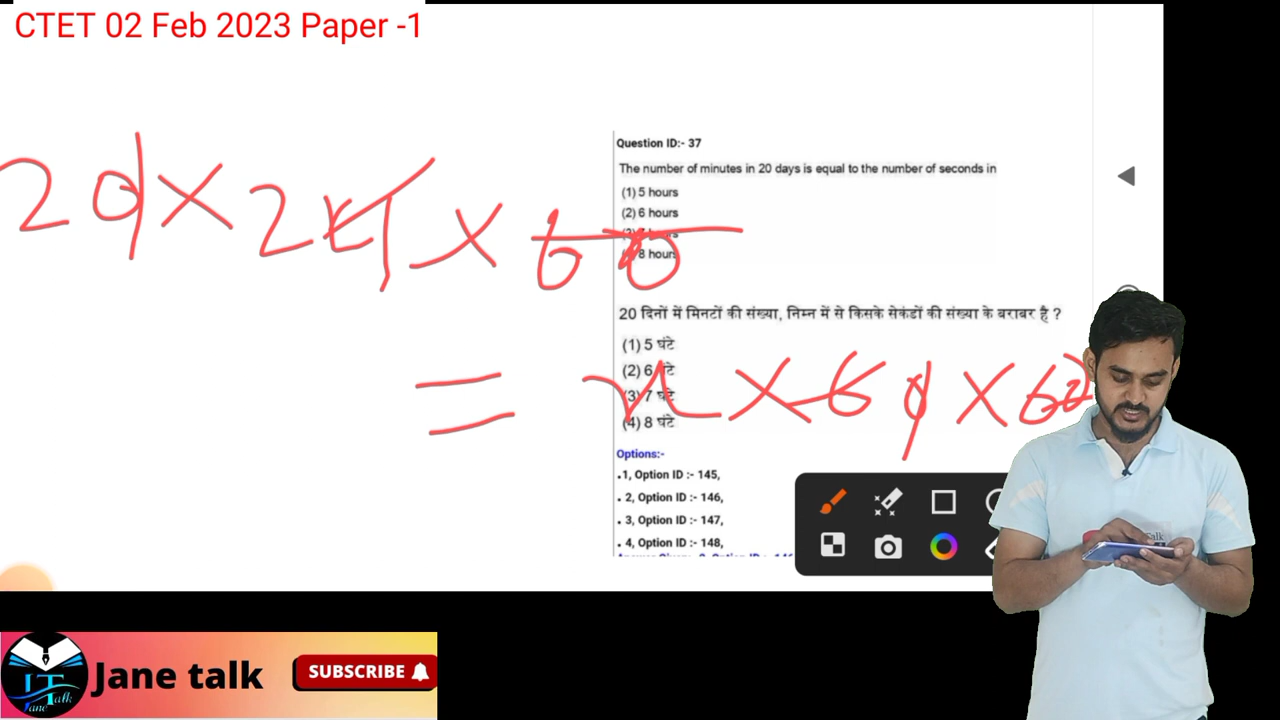 CTET 02 Feb 2023 Paper -1
Question ID:- 37
The number of minutes in 20 days is equal to the number of seconds in
(1) 5 hours
(2) 6 hours
8 hours
20 दिनों में मिनटों की संख्या, निम्न में से किसके सेकंडों की संख्या के बराबर है ?
(1) 5 घंटे
(2) 6
(3) 7 घंटे
(4) 8 घंटे
Options:-
.1, Option ID :- 145,
. 2, Option ID :- 146,
. 3, Option ID :- 147,
. 4, Option ID :- 148,
20 X 24 X 60
= x X 60 X 60
Jane talk
SUBSCRIBE